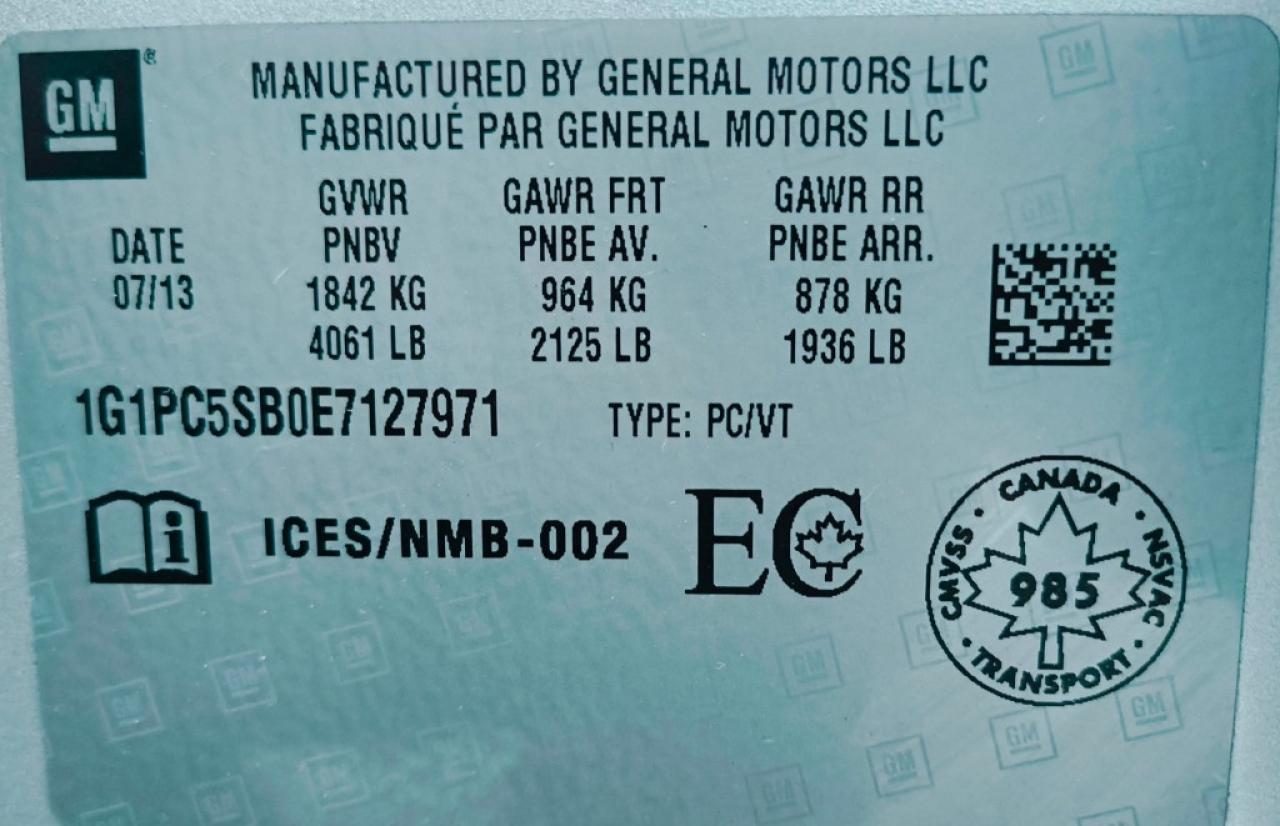 GM®
MANUFACTURED BY GENERAL MOTORS LLC
FABRIQUÉ PAR GENERAL MOTORS LLC
GVWR GAWR FRT GAWR RR
DATE PNBV PNBE AV. PNBE ARR.
07/13 1842 KG 964 KG 878 KG
4061 LB 2125 LB 1936 LB
1G1PC5SB0E7127971 TYPE: PC/VT
i ICES/NMB-002 EC
CANADA
CMVSS · NSVAC
985
TRANSPORT